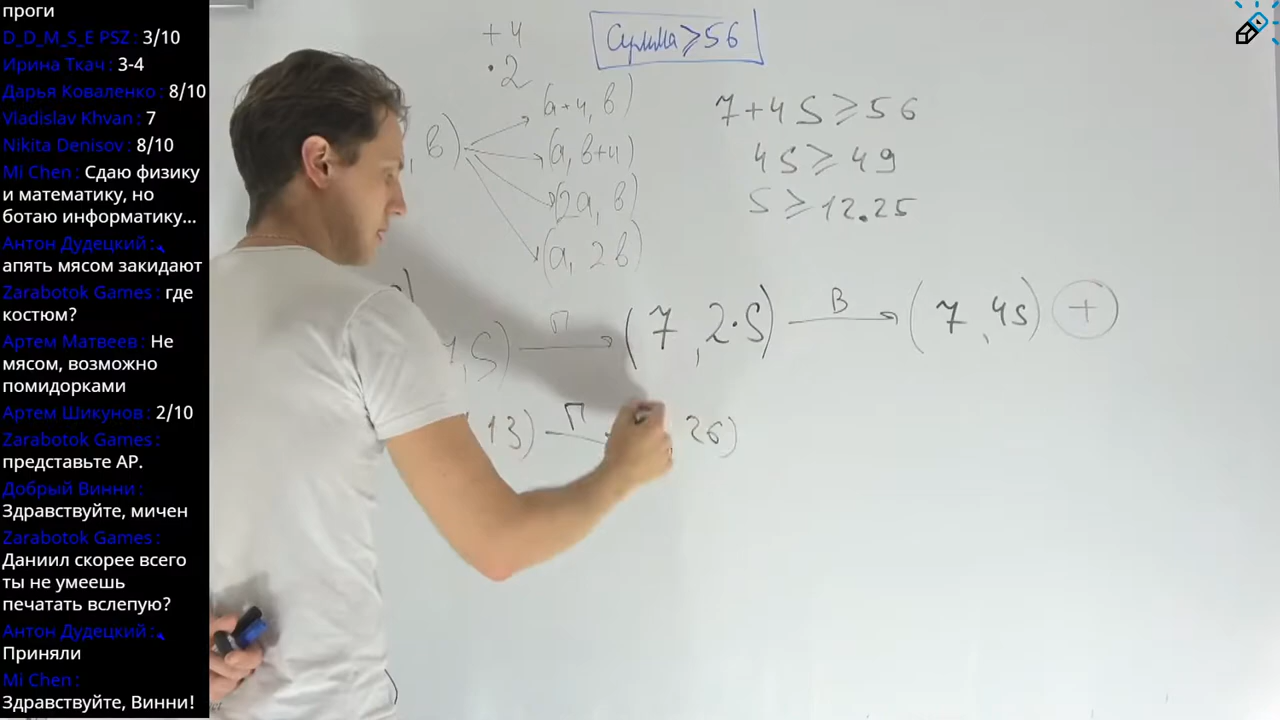 проги
D_D_M_S_E PSZ : 3/10
Ирина Ткач : 3-4
Дарья Коваленко : 8/10
Vladislav Khvan : 7
Nikita Denisov : 8/10
Mi Chen : Сдаю физику
и математику, но
ботаю информатику...
Антон Дудецкий :
апять мясом закидают
Zarabotok Games : где
костюм?
Артем Матвеев : Не
мясом, возможно
помидорками
Артем Шикунов : 2/10
Zarabotok Games :
представьте АР.
Добрый Винни :
Здравствуйте, мичен
Zarabotok Games :
Даниил скорее всего
ты не умеешь
печатать вслепую?
Антон Дудецкий :
Приняли
Mi Chen :
Здравствуйте, Винни!
+4
·2
Сумма ≥ 56
, в)
(a+4, в)
(a, в+4)
(2a, в)
(a, 2в)
7+4S ≥ 56
4S ≥ 49
S ≥ 12.25
, S) П (7, 2·S) В (7, 4S) +
13) П 26)